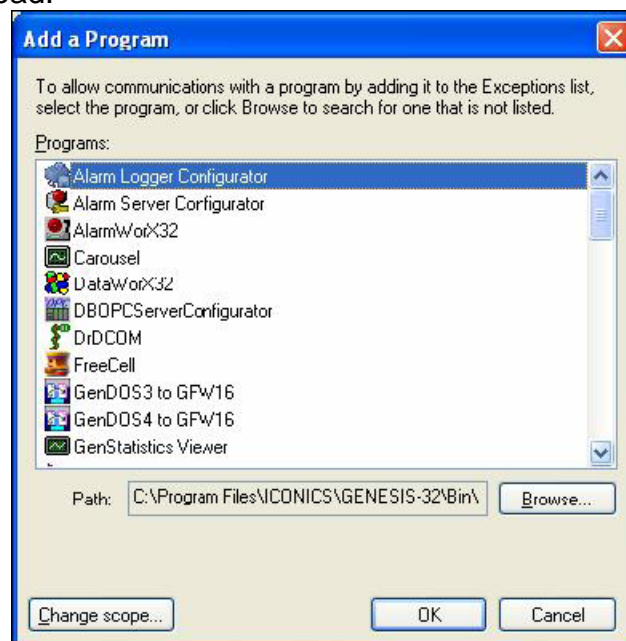 Add a Program
To allow communications with a program by adding it to the Exceptions list,
select the program, or click Browse to search for one that is not listed.
Programs:
Alarm Logger Configurator
Alarm Server Configurator
AlarmWorX32
Carousel
DataWorX32
DBOPCServerConfigurator
DrDCOM
FreeCell
GenDOS3 to GFW16
GenDOS4 to GFW16
GenStatistics Viewer
Path: C:\Program Files\ICONICS\GENESIS-32\Bin\ Browse...
Change scope... OK Cancel